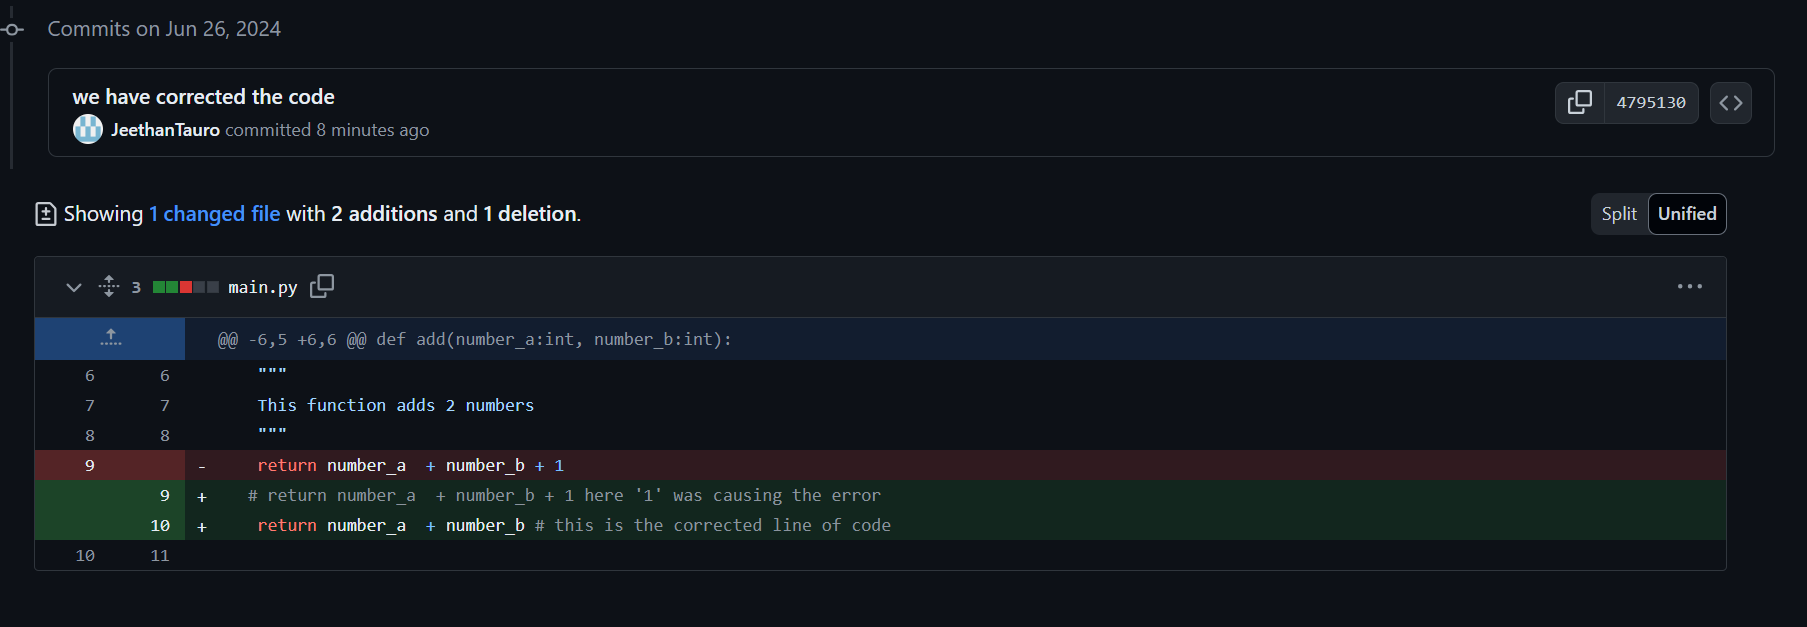 Commits on Jun 26, 2024
we have corrected the code
4795130
JeethanTauro committed 8 minutes ago
Showing 1 changed file with 2 additions and 1 deletion.
Split Unified
3 main.py
@@ -6,5 +6,6 @@ def add(number_a:int, number_b:int):
6 6 """
7 7 This function adds 2 numbers
8 8 """
9 - return number_a  + number_b + 1
9 + # return number_a  + number_b + 1 here '1' was causing the error
10 + return number_a  + number_b # this is the corrected line of code
10 11